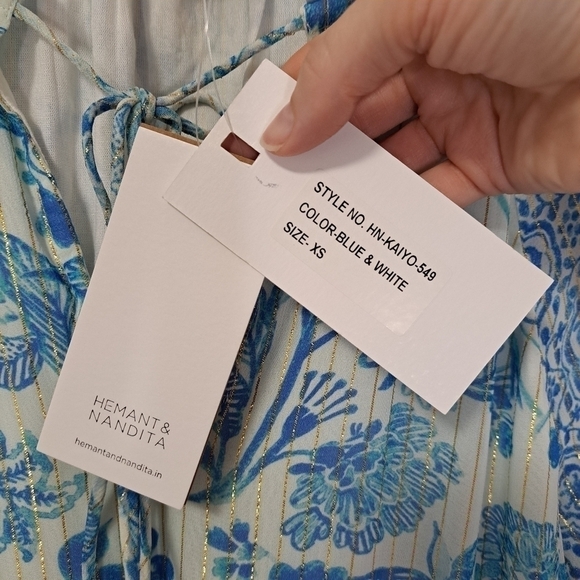 STYLE NO. HN-KAIYO-549
COLOR-BLUE & WHITE
SIZE- XS
HEMANT &
NANDITA
hemantandnandita.in